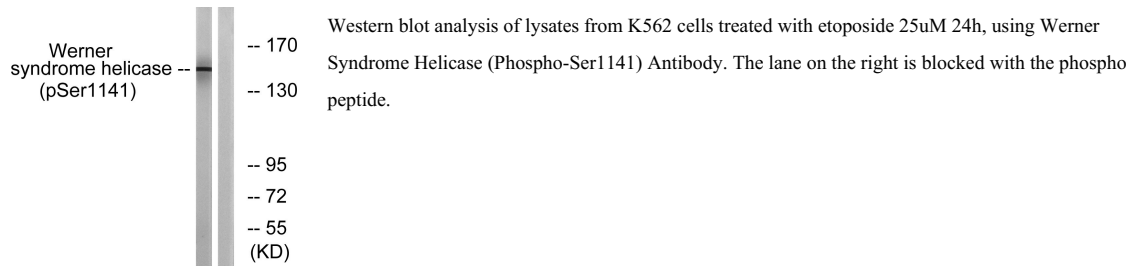 Werner
syndrome helicase --
(pSer1141)
-- 170
-- 130
-- 95
-- 72
-- 55
(KD)
Western blot analysis of lysates from K562 cells treated with etoposide 25uM 24h, using Werner
Syndrome Helicase (Phospho-Ser1141) Antibody. The lane on the right is blocked with the phospho
peptide.